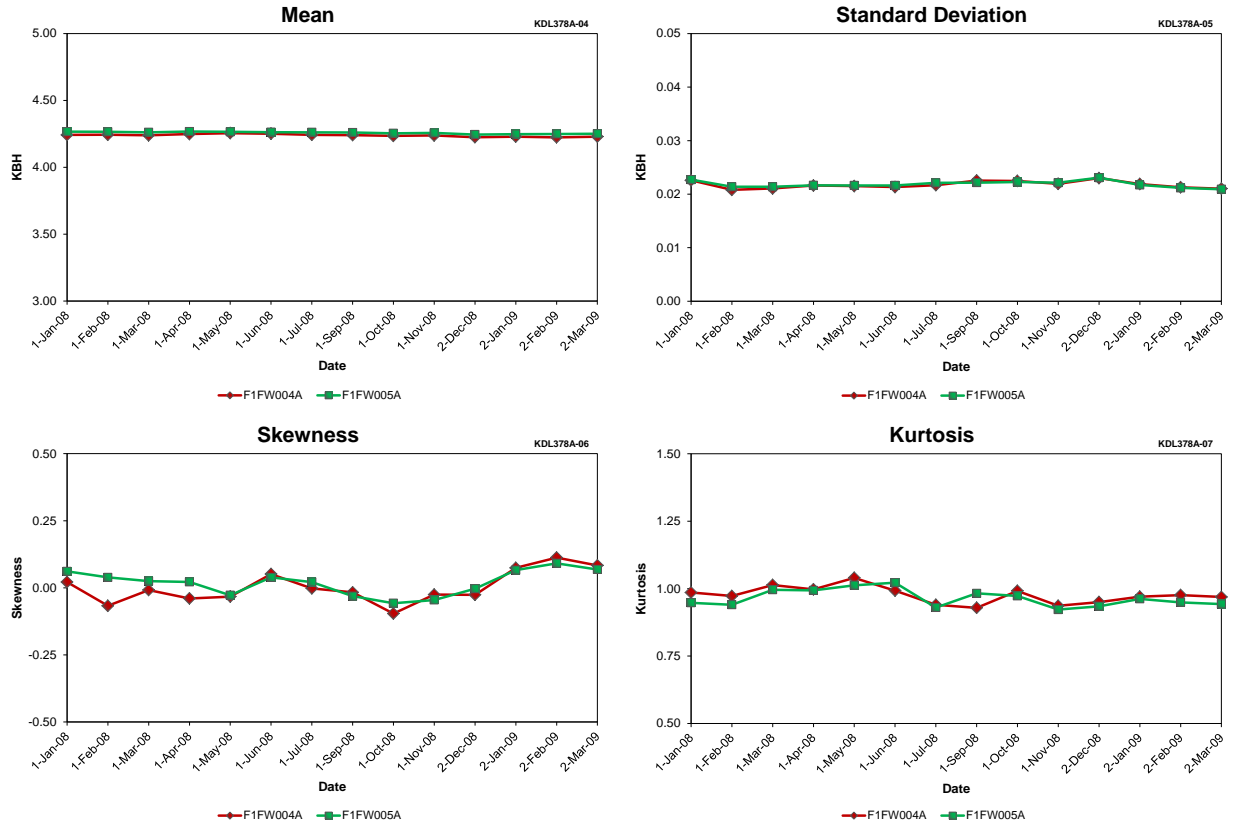 Mean
KDL378A-04
5.00
4.50
4.00
3.50
3.00
KBH
1-Jan-08
1-Feb-08
1-Mar-08
1-Apr-08
1-May-08
1-Jun-08
1-Jul-08
1-Sep-08
1-Oct-08
1-Nov-08
2-Dec-08
2-Jan-09
2-Feb-09
2-Mar-09
Date
F1FW004A F1FW005A
Standard Deviation
KDL378A-05
0.05
0.04
0.03
0.02
0.01
0.00
KBH
1-Jan-08
1-Feb-08
1-Mar-08
1-Apr-08
1-May-08
1-Jun-08
1-Jul-08
1-Sep-08
1-Oct-08
1-Nov-08
2-Dec-08
2-Jan-09
2-Feb-09
2-Mar-09
Date
F1FW004A F1FW005A
Skewness
KDL378A-06
0.50
0.25
0.00
-0.25
-0.50
Skewness
1-Jan-08
1-Feb-08
1-Mar-08
1-Apr-08
1-May-08
1-Jun-08
1-Jul-08
1-Sep-08
1-Oct-08
1-Nov-08
2-Dec-08
2-Jan-09
2-Feb-09
2-Mar-09
Date
F1FW004A F1FW005A
Kurtosis
KDL378A-07
1.50
1.25
1.00
0.75
0.50
Kurtosis
1-Jan-08
1-Feb-08
1-Mar-08
1-Apr-08
1-May-08
1-Jun-08
1-Jul-08
1-Sep-08
1-Oct-08
1-Nov-08
2-Dec-08
2-Jan-09
2-Feb-09
2-Mar-09
Date
F1FW004A F1FW005A